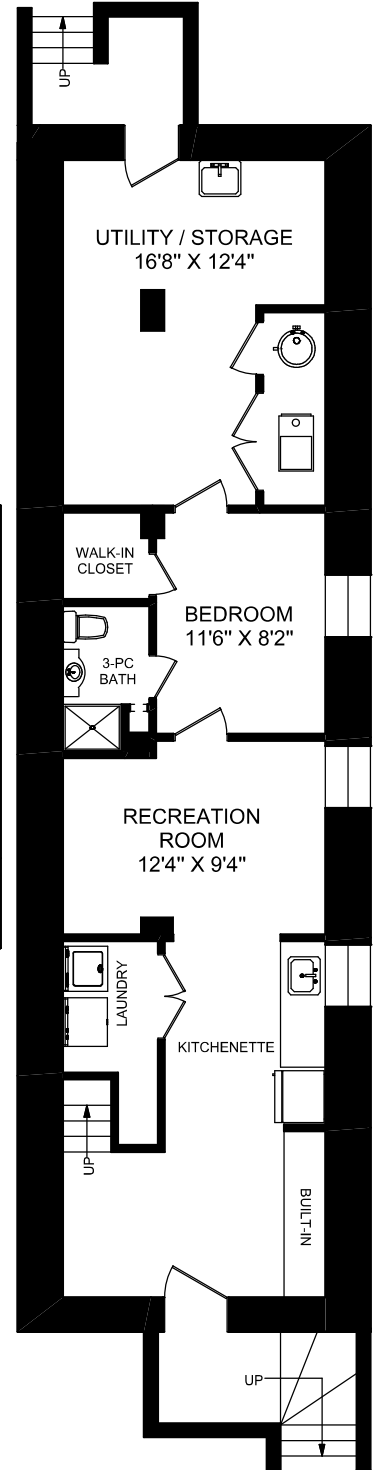 UP
UTILITY / STORAGE
16'8" X 12'4"
WALK-IN
CLOSET
BEDROOM
11'6" X 8'2"
3-PC
BATH
RECREATION
ROOM
12'4" X 9'4"
LAUNDRY
KITCHENETTE
UP
BUILT-IN
UP